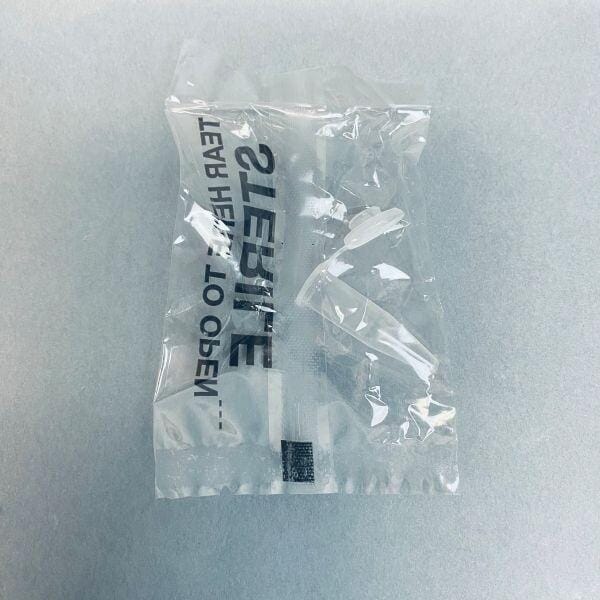 STERILE
TEAR HERE TO OPEN---